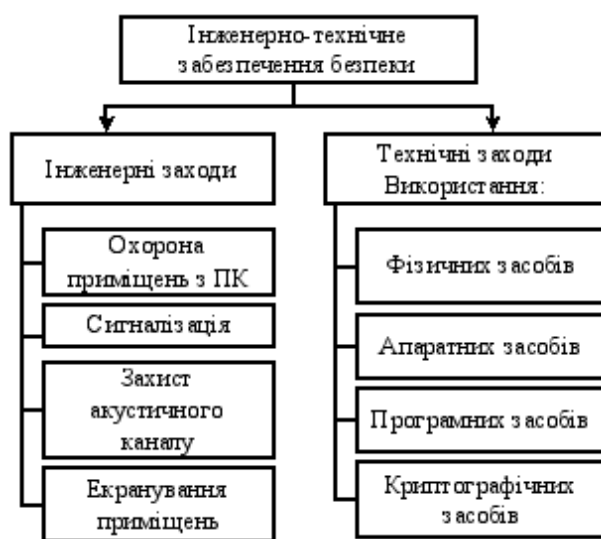 Інженерно-технічне
забезпечення безпеки
Інженерні заходи
Охорона
приміщень з ПК
Сигналізація
Захист
акустичного
каналу
Екранування
приміщень
Технічні заходи
Використання:
Фізичних засобів
Апаратних засобів
Програмних засобів
Криптографічних
засобів